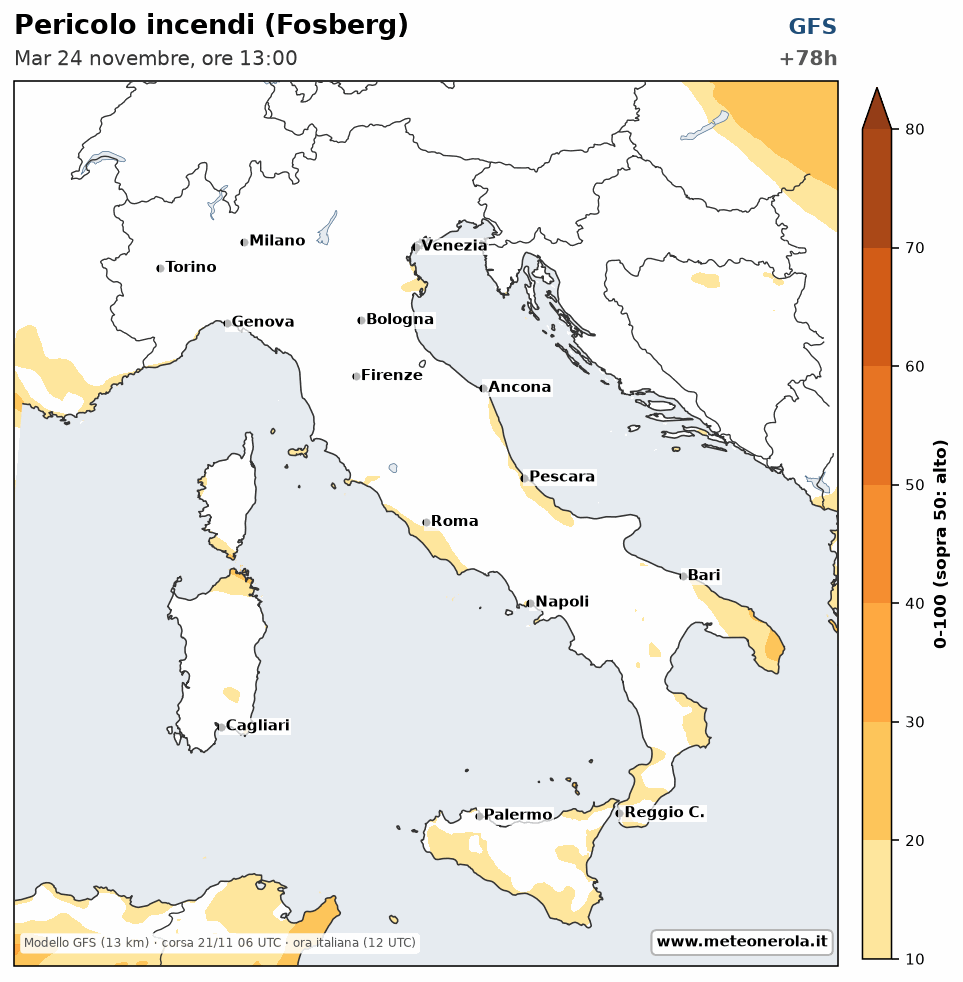 Pericolo incendi (Fosberg)
GFS
Mar 24 novembre, ore 13:00
+78h
Milano
Venezia
Torino
Genova
Bologna
Firenze
Ancona
Pescara
Roma
Bari
Napoli
Cagliari
Palermo
Reggio C.
80
70
60
50
40
30
20
10
0-100 (sopra 50: alto)
Modello GFS (13 km) · corsa 21/11 06 UTC · ora italiana (12 UTC)
www.meteonerola.it